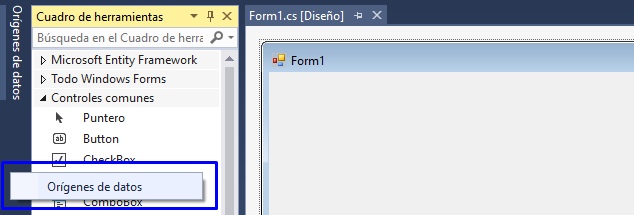 Orígenes de datos
Cuadro de herramientas
Búsqueda en el Cuadro de herra
Microsoft Entity Framework
Todo Windows Forms
Controles comunes
Puntero
ab
Button
CheckBox
Orígenes de datos
ComboBox
Form1.cs [Diseño]
Form1